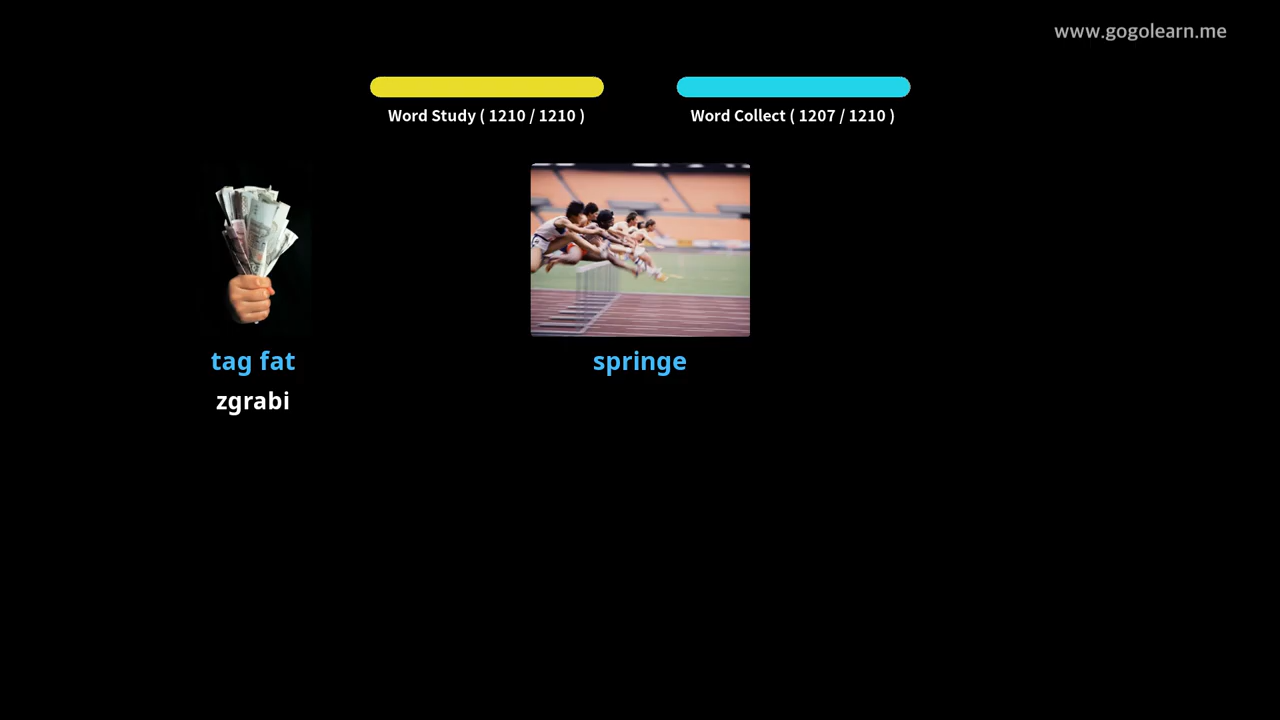 www.gogolearn.me
Word Study ( 1210 / 1210 )
Word Collect ( 1207 / 1210 )
tag fat
zgrabi
springe